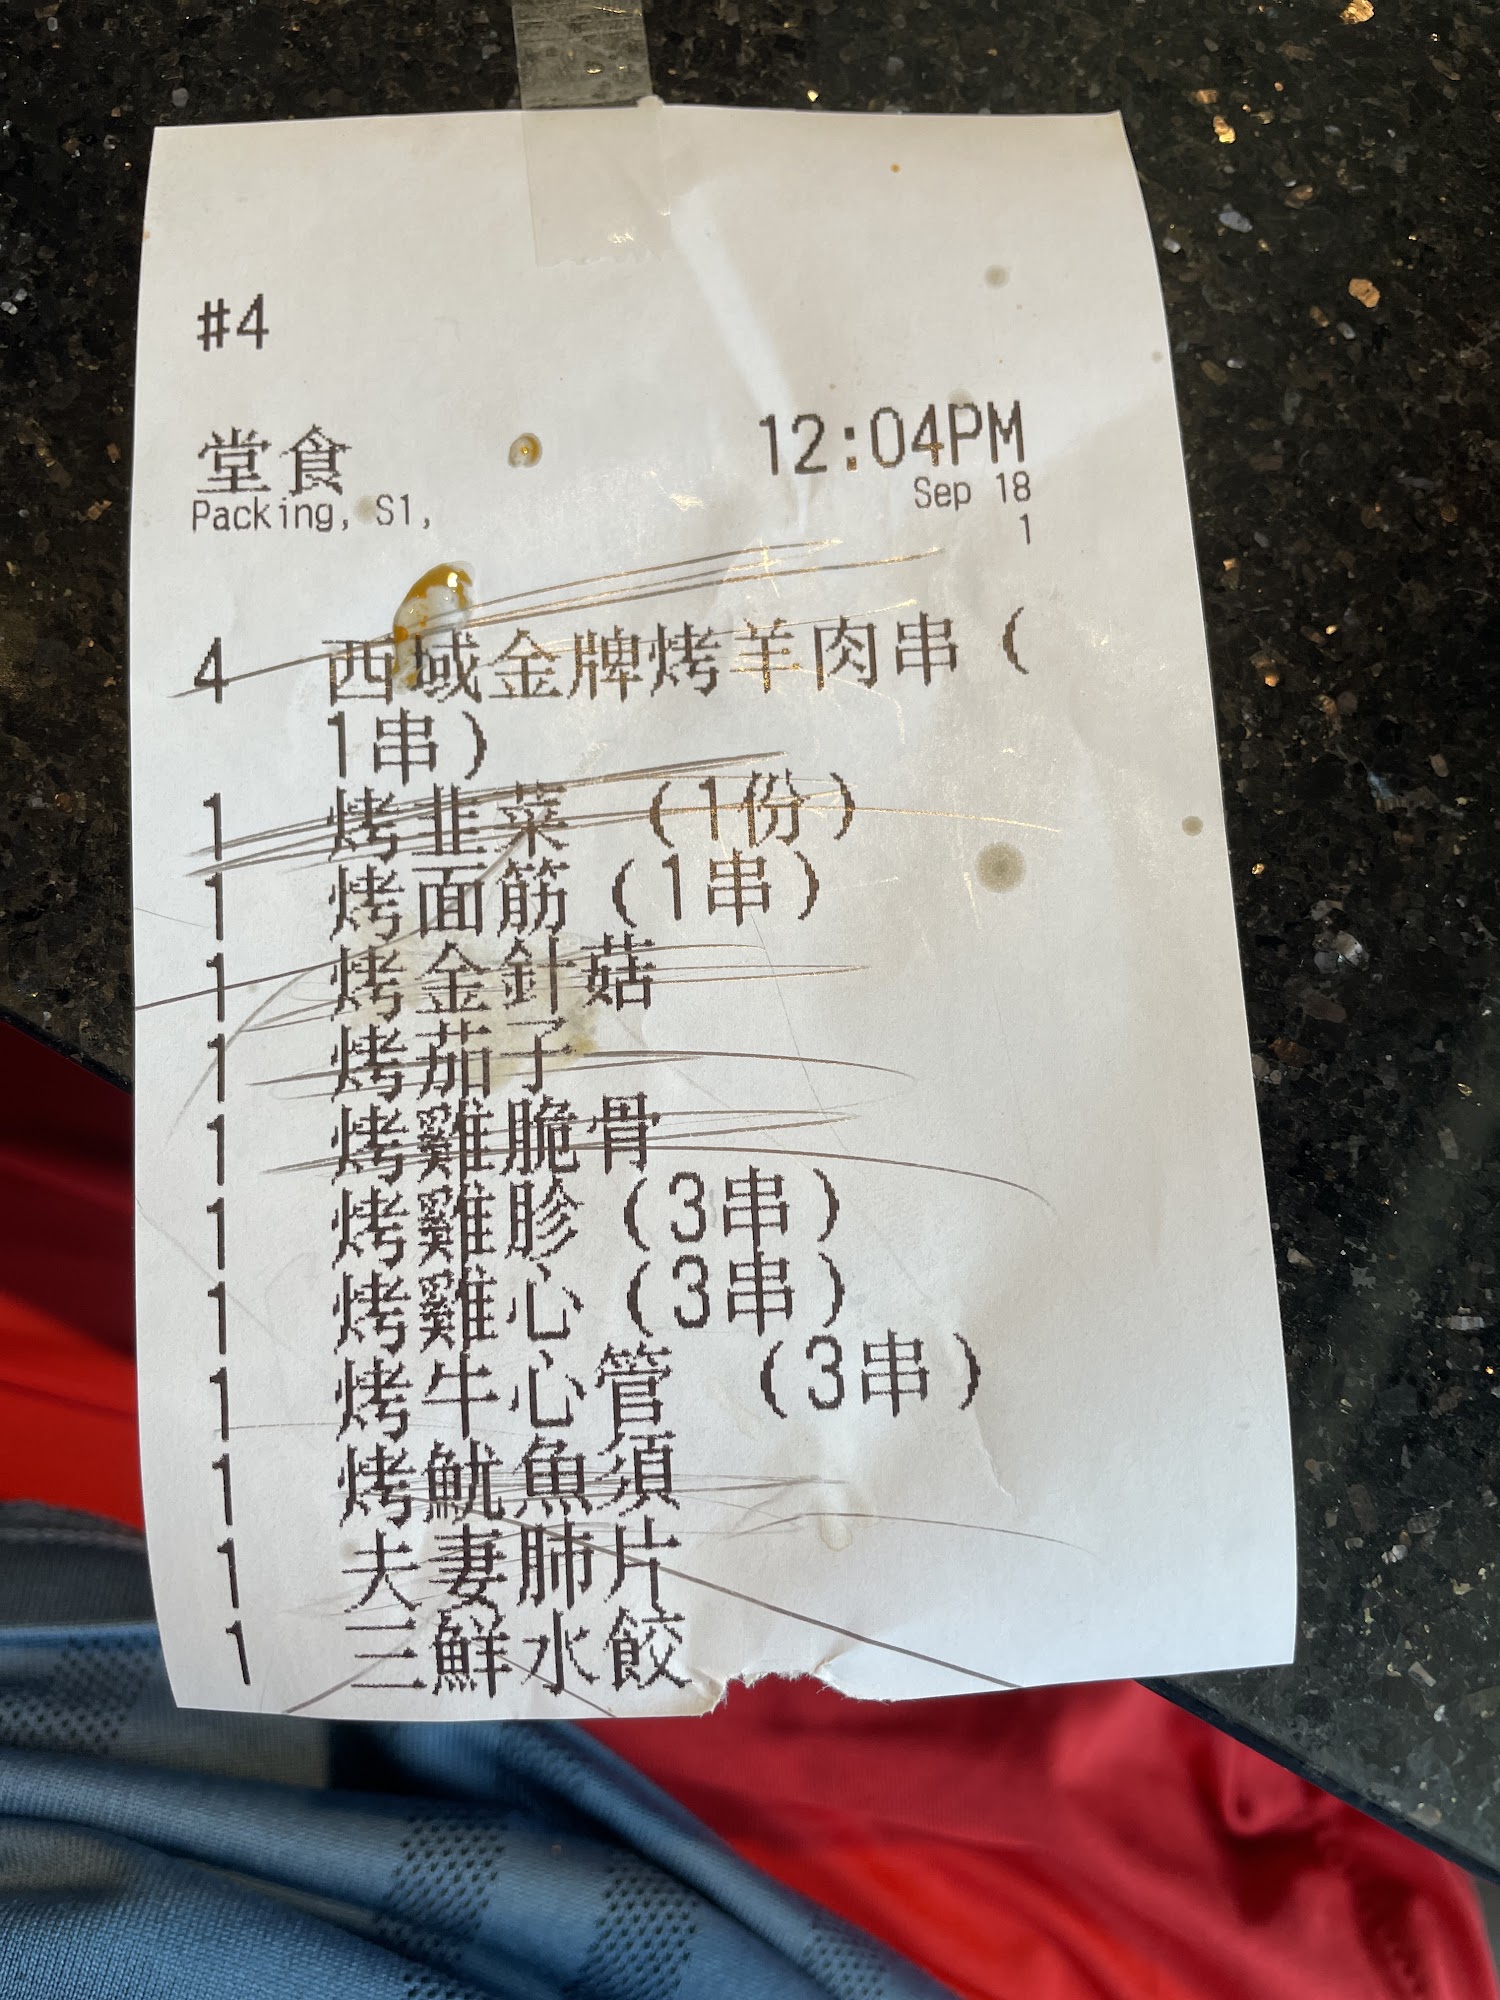 #4
堂食 12:04PM
Packing, S1, Sep 18
1
4 西域金牌烤羊肉串(
1串)
1 烤韭菜 (1份)
1 烤面筋(1串)
1 烤金針菇
1 烤茄子
1 烤雞脆骨
1 烤雞胗(3串)
1 烤雞心(3串)
1 烤牛心管 (3串)
1 烤魷魚須
1 夫妻肺片
1 三鮮水餃